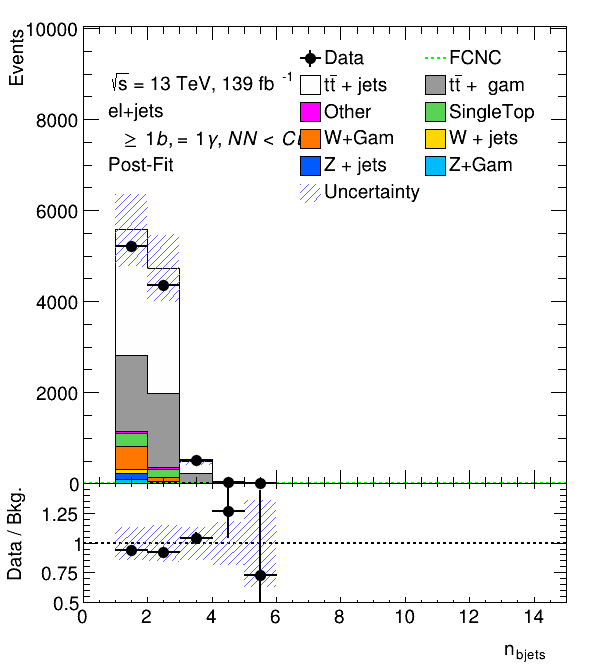 Events
10000
8000
6000
4000
2000
0
√s = 13 TeV, 139 fb⁻¹
el+jets
≥ 1b, = 1γ, NN < 
Post-Fit
Data
FCNC
tt̄ + jets
tt̄ + gam
Other
SingleTop
W+Gam
W + jets
Z + jets
Z+Gam
Uncertainty
Data / Bkg.
1.25
1
0.75
0.5
0 2 4 6 8 10 12 14
n_bjets